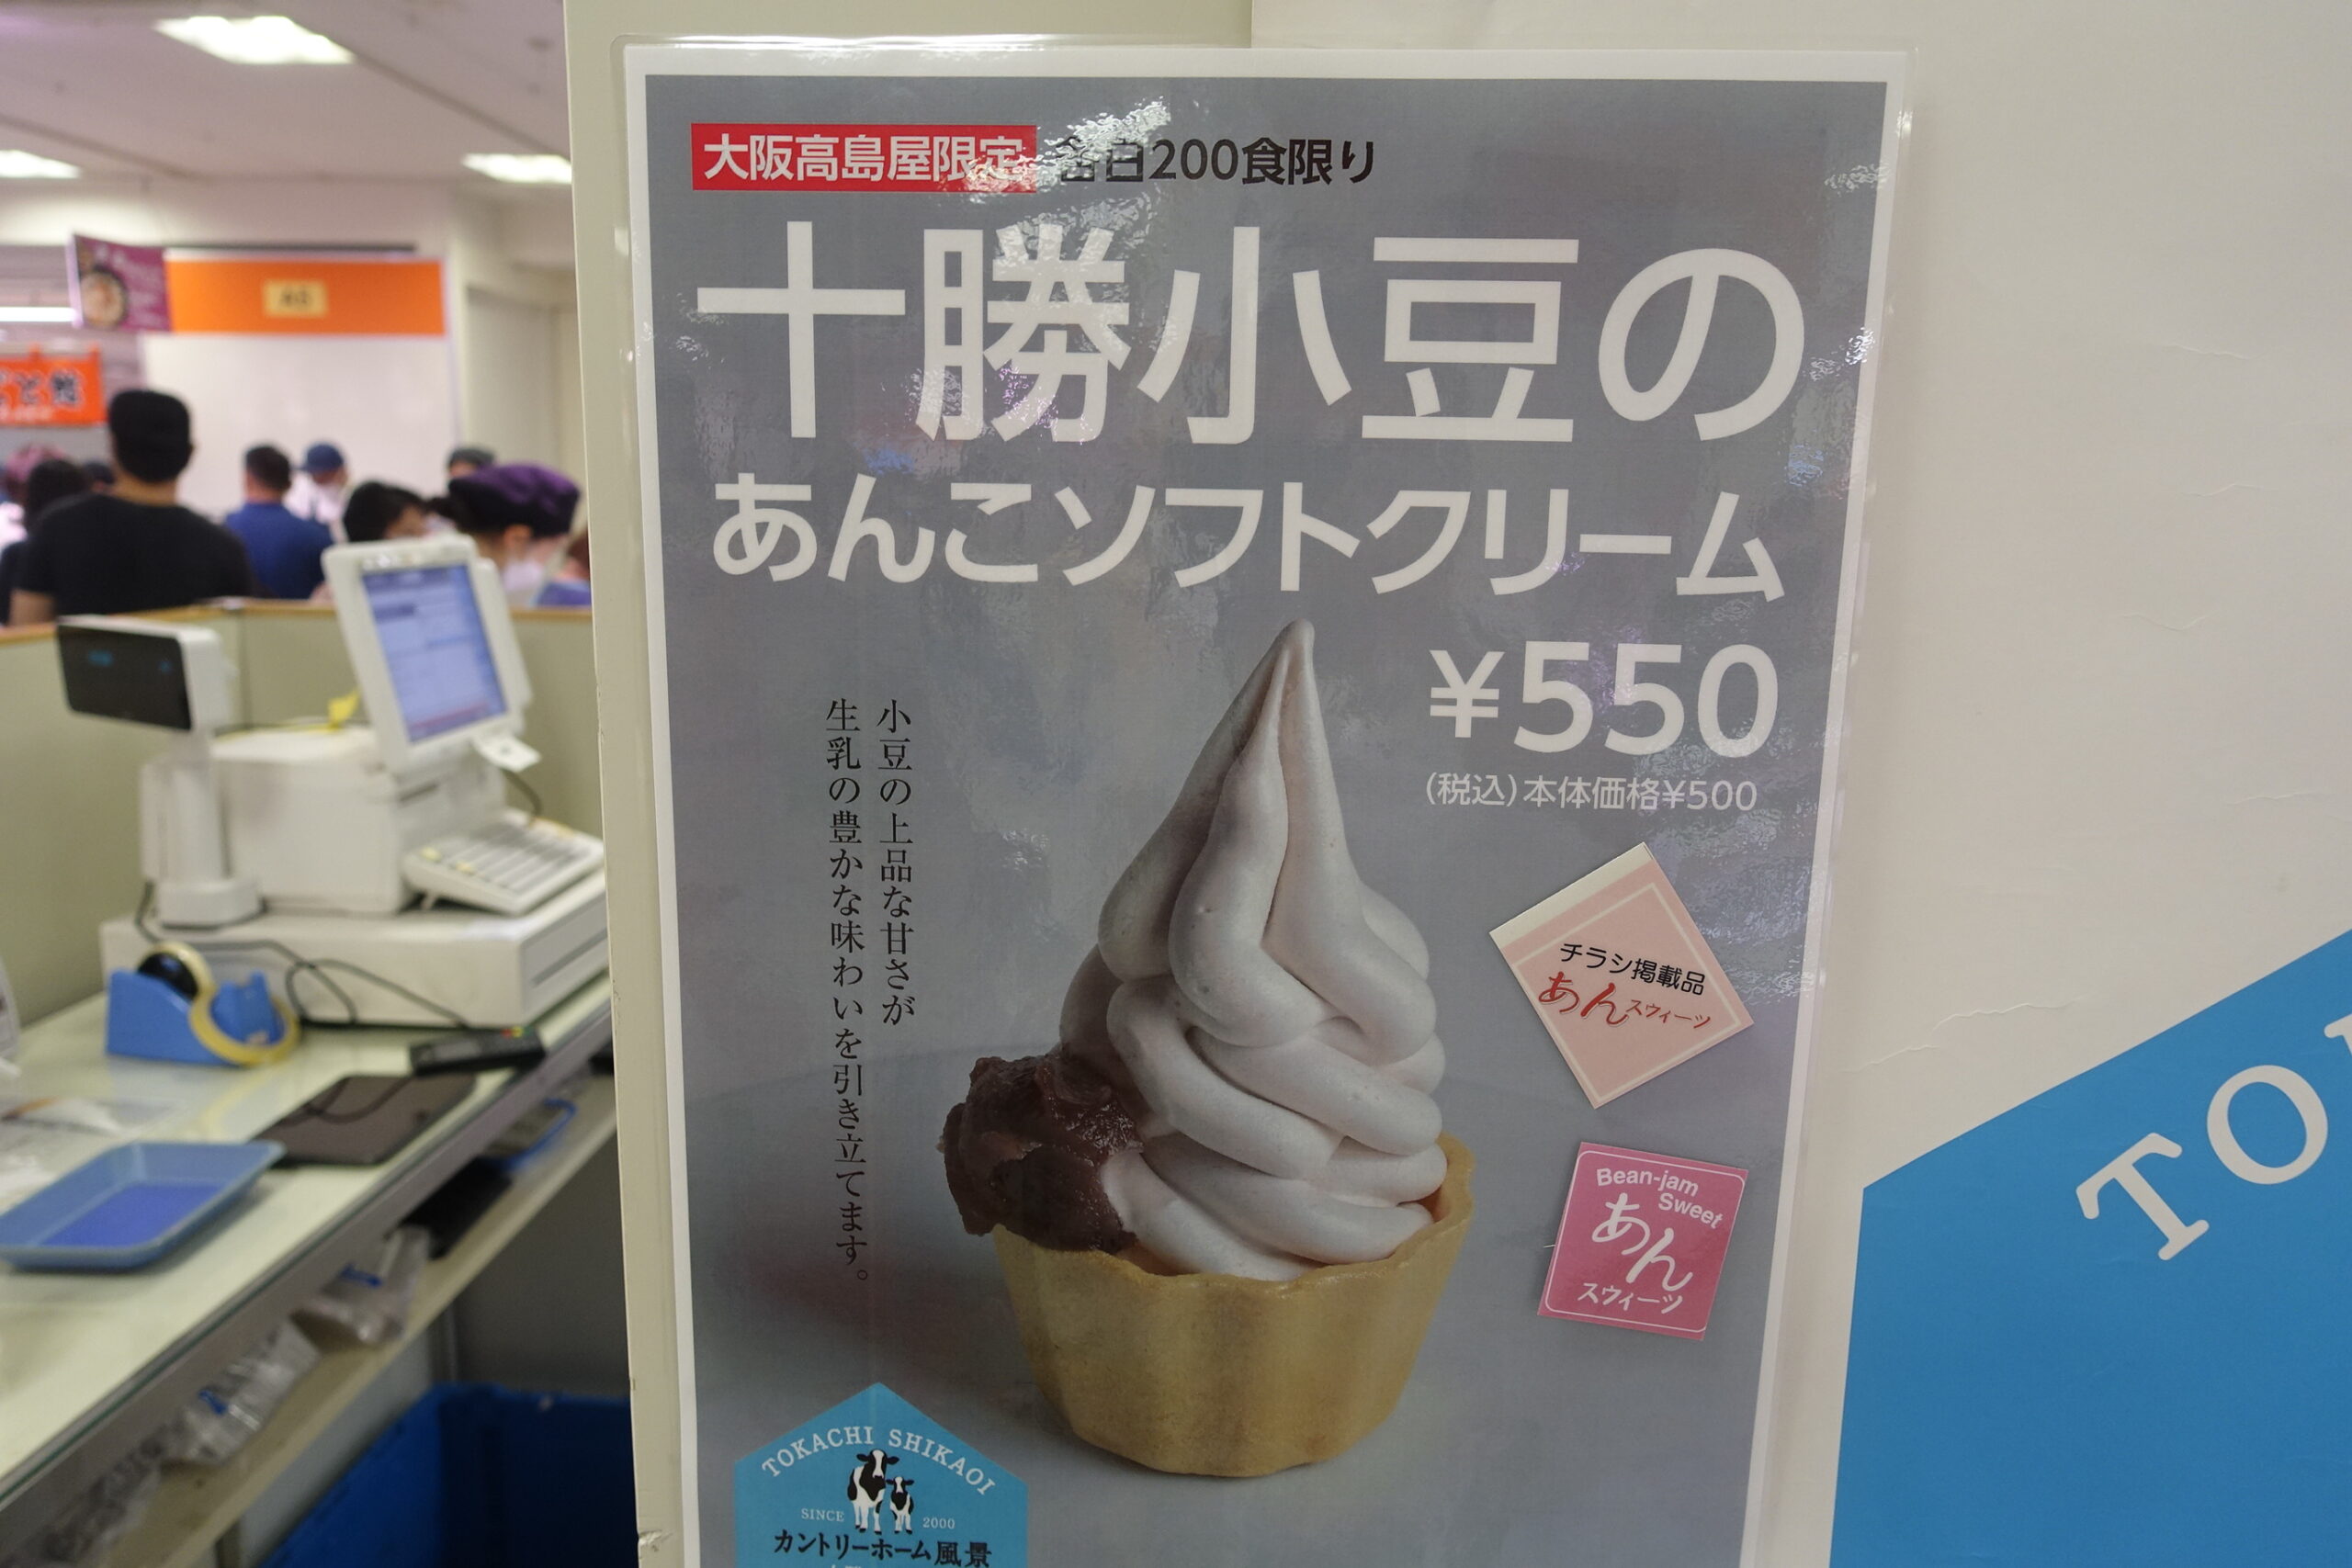 大阪高島屋限定 各日200食限り
十勝小豆の
あんこソフトクリーム
¥550
(税込)本体価格¥500
小豆の上品な甘さが
生乳の豊かな味わいを引き立てます。
チラシ掲載品
あんスウィーツ
Bean-jam
Sweet
あん
スウィーツ
TOKACHI SHIKAOI
SINCE 2000
カントリーホーム風景
TO